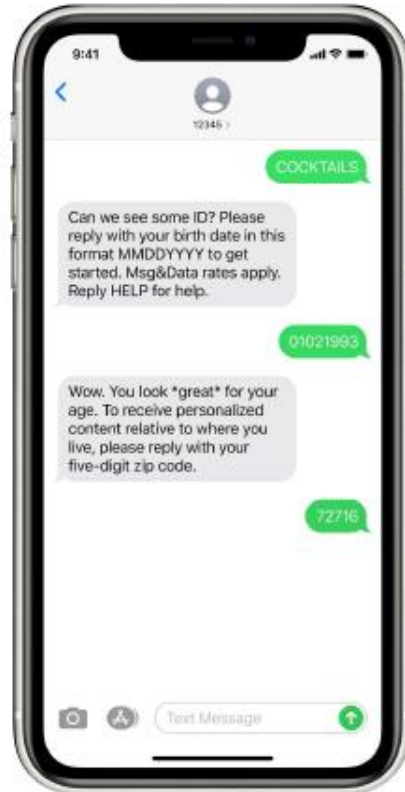 9:41
12345 >
COCKTAILS
Can we see some ID? Please
reply with your birth date in this
format MMDDYYYY to get
started. Msg&Data rates apply.
Reply HELP for help.
01021993
Wow. You look *great* for your
age. To receive personalized
content relative to where you
live, please reply with your
five-digit zip code.
72716
Text Message